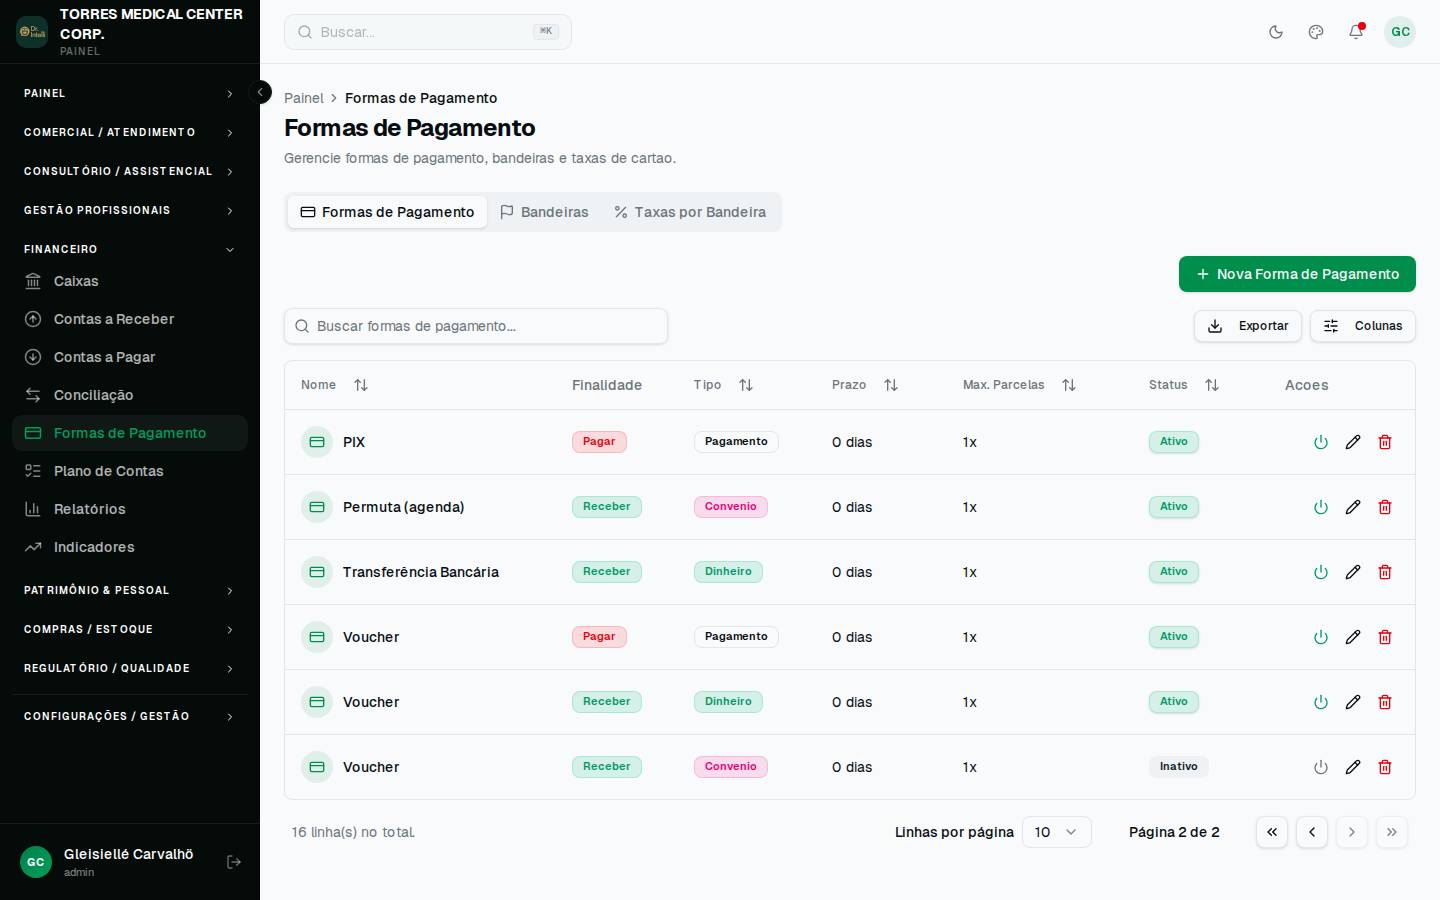 Dr. Intelli
TORRES MEDICAL CENTER
CORP.
PAINEL
PAINEL
COMERCIAL / ATENDIMENTO
CONSULTÓRIO / ASSISTENCIAL
GESTÃO PROFISSIONAIS
FINANCEIRO
Caixas
Contas a Receber
Contas a Pagar
Conciliação
Formas de Pagamento
Plano de Contas
Relatórios
Indicadores
PATRIMÔNIO & PESSOAL
COMPRAS / ESTOQUE
REGULATÓRIO / QUALIDADE
CONFIGURAÇÕES / GESTÃO
GC
Gleisiellé Carvalhö
admin
Buscar... ⌘K
GC
Painel > Formas de Pagamento
Formas de Pagamento
Gerencie formas de pagamento, bandeiras e taxas de cartao.
Formas de Pagamento Bandeiras Taxas por Bandeira
+ Nova Forma de Pagamento
Buscar formas de pagamento... Exportar Colunas
Nome Finalidade Tipo Prazo Max. Parcelas Status Acoes
PIX Pagar Pagamento 0 dias 1x Ativo
Permuta (agenda) Receber Convenio 0 dias 1x Ativo
Transferência Bancária Receber Dinheiro 0 dias 1x Ativo
Voucher Pagar Pagamento 0 dias 1x Ativo
Voucher Receber Dinheiro 0 dias 1x Ativo
Voucher Receber Convenio 0 dias 1x Inativo
16 linha(s) no total. Linhas por página 10 Página 2 de 2